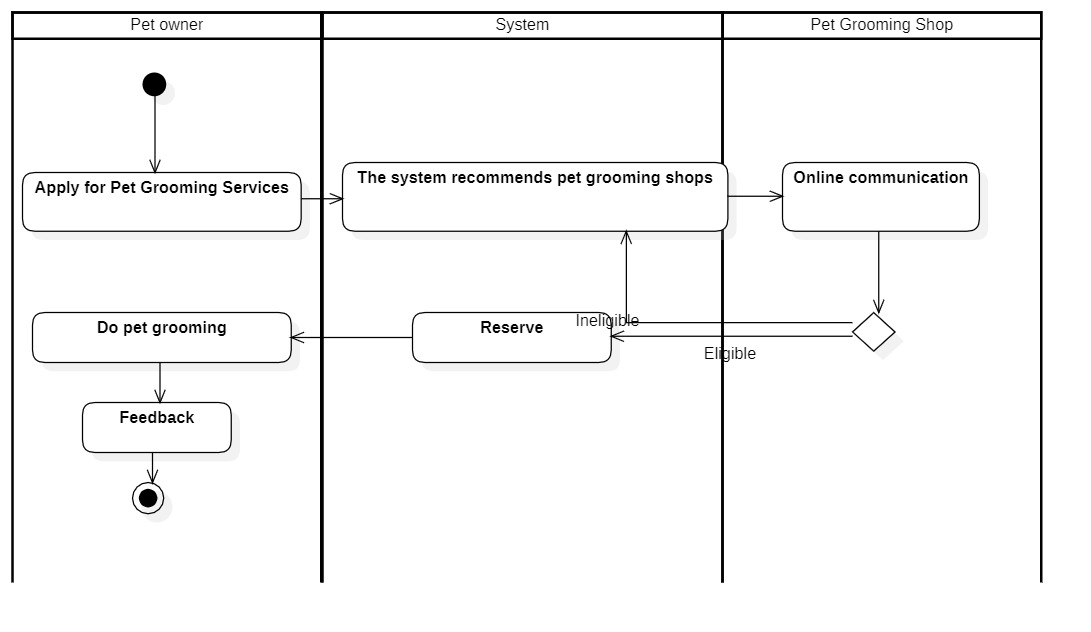 Pet owner
System
Pet Grooming Shop
Apply for Pet Grooming Services
The system recommends pet grooming shops
Online communication
Do pet grooming
Reserve
Ineligible
Eligible
Feedback